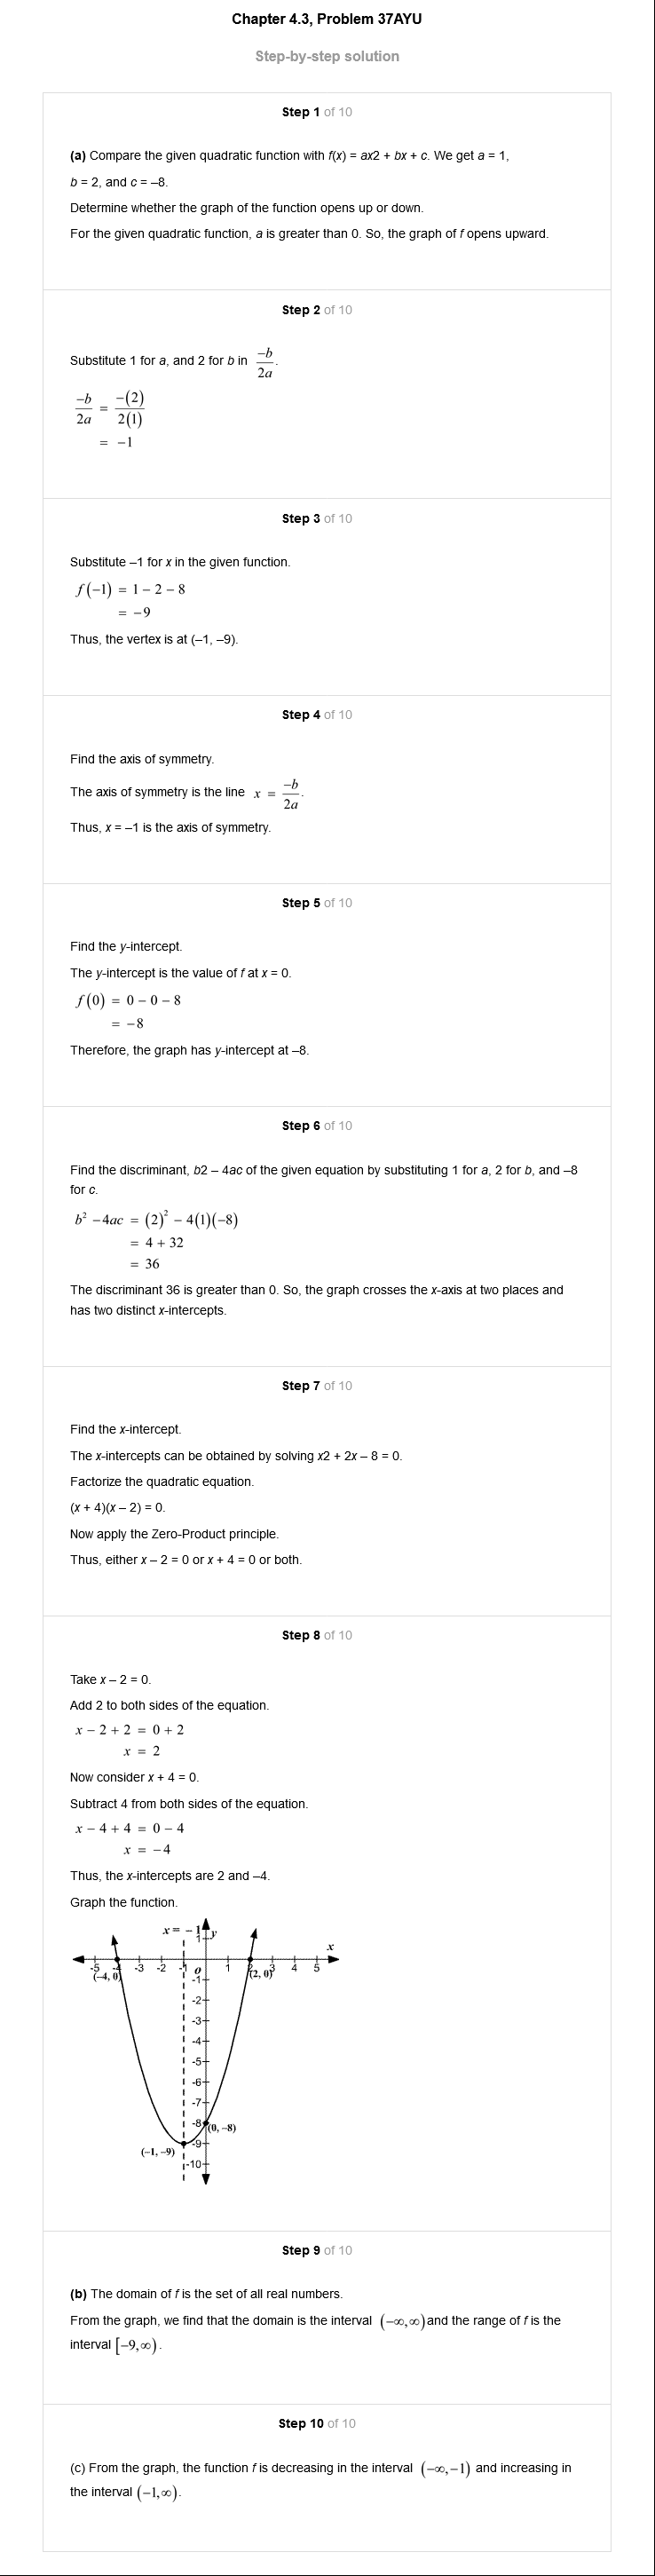 Chapter 4.3, Problem 37AYU
Step-by-step solution
Step 1 of 10
(a) Compare the given quadratic function with f(x) = ax2 + bx + c. We get a = 1,
b = 2, and c = –8.
Determine whether the graph of the function opens up or down.
For the given quadratic function, a is greater than 0. So, the graph of f opens upward.
Step 2 of 10
Substitute 1 for a, and 2 for b in −b/2a.
−b/2a = −(2)/2(1)
= −1
Step 3 of 10
Substitute –1 for x in the given function.
f(−1) = 1 − 2 − 8
= −9
Thus, the vertex is at (–1, –9).
Step 4 of 10
Find the axis of symmetry.
The axis of symmetry is the line x = −b/2a.
Thus, x = –1 is the axis of symmetry.
Step 5 of 10
Find the y-intercept.
The y-intercept is the value of f at x = 0.
f(0) = 0 − 0 − 8
= −8
Therefore, the graph has y-intercept at –8.
Step 6 of 10
Find the discriminant, b2 – 4ac of the given equation by substituting 1 for a, 2 for b, and –8
for c.
b² − 4ac = (2)² − 4(1)(−8)
= 4 + 32
= 36
The discriminant 36 is greater than 0. So, the graph crosses the x-axis at two places and
has two distinct x-intercepts.
Step 7 of 10
Find the x-intercept.
The x-intercepts can be obtained by solving x2 + 2x – 8 = 0.
Factorize the quadratic equation.
(x + 4)(x – 2) = 0.
Now apply the Zero-Product principle.
Thus, either x – 2 = 0 or x + 4 = 0 or both.
Step 8 of 10
Take x – 2 = 0.
Add 2 to both sides of the equation.
x − 2 + 2 = 0 + 2
x = 2
Now consider x + 4 = 0.
Subtract 4 from both sides of the equation.
x − 4 + 4 = 0 − 4
x = −4
Thus, the x-intercepts are 2 and –4.
Graph the function.
x = −1
y
1
x
-5 -4 -3 -2 -1 o 1 2 3 4 5
(−4, 0)
(2, 0)
-1
-2
-3
-4
-5
-6
-7
-8
(0, −8)
-9
(−1, −9)
-10
Step 9 of 10
(b) The domain of f is the set of all real numbers.
From the graph, we find that the domain is the interval (−∞,∞) and the range of f is the
interval [−9,∞).
Step 10 of 10
(c) From the graph, the function f is decreasing in the interval (−∞,−1) and increasing in
the interval (−1,∞).